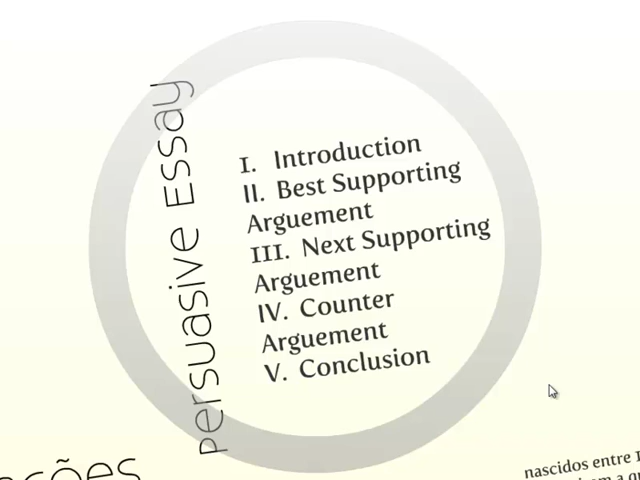 persuasive Essay
I. Introduction
II. Best Supporting
Arguement
III. Next Supporting
Arguement
IV. Counter
Arguement
V. Conclusion
nascidos entre